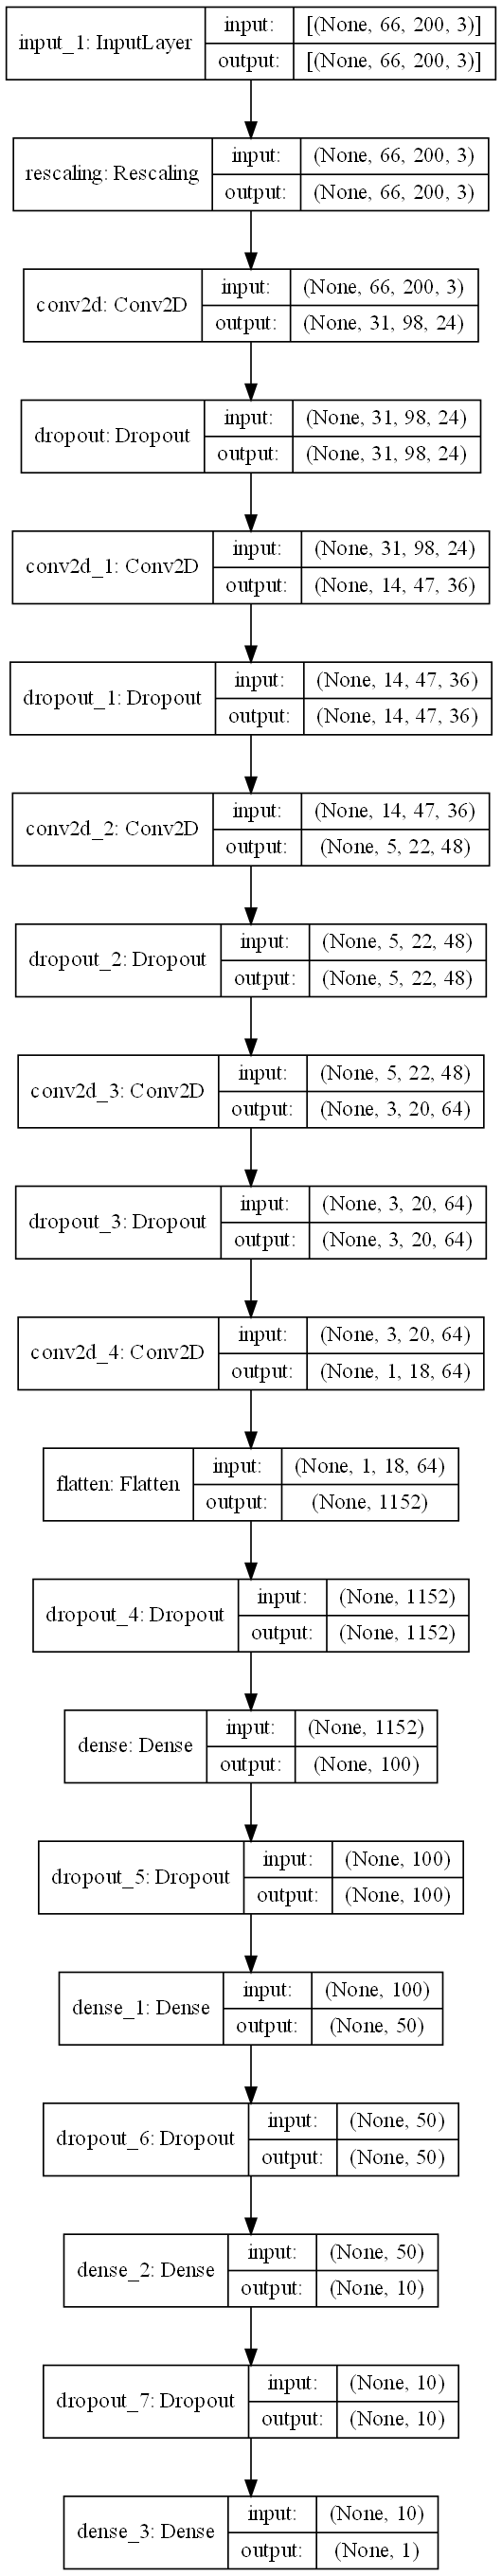 input_1: InputLayer
input: [(None, 66, 200, 3)]
output: [(None, 66, 200, 3)]
rescaling: Rescaling
input: (None, 66, 200, 3)
output: (None, 66, 200, 3)
conv2d: Conv2D
input: (None, 66, 200, 3)
output: (None, 31, 98, 24)
dropout: Dropout
input: (None, 31, 98, 24)
output: (None, 31, 98, 24)
conv2d_1: Conv2D
input: (None, 31, 98, 24)
output: (None, 14, 47, 36)
dropout_1: Dropout
input: (None, 14, 47, 36)
output: (None, 14, 47, 36)
conv2d_2: Conv2D
input: (None, 14, 47, 36)
output: (None, 5, 22, 48)
dropout_2: Dropout
input: (None, 5, 22, 48)
output: (None, 5, 22, 48)
conv2d_3: Conv2D
input: (None, 5, 22, 48)
output: (None, 3, 20, 64)
dropout_3: Dropout
input: (None, 3, 20, 64)
output: (None, 3, 20, 64)
conv2d_4: Conv2D
input: (None, 3, 20, 64)
output: (None, 1, 18, 64)
flatten: Flatten
input: (None, 1, 18, 64)
output: (None, 1152)
dropout_4: Dropout
input: (None, 1152)
output: (None, 1152)
dense: Dense
input: (None, 1152)
output: (None, 100)
dropout_5: Dropout
input: (None, 100)
output: (None, 100)
dense_1: Dense
input: (None, 100)
output: (None, 50)
dropout_6: Dropout
input: (None, 50)
output: (None, 50)
dense_2: Dense
input: (None, 50)
output: (None, 10)
dropout_7: Dropout
input: (None, 10)
output: (None, 10)
dense_3: Dense
input: (None, 10)
output: (None, 1)